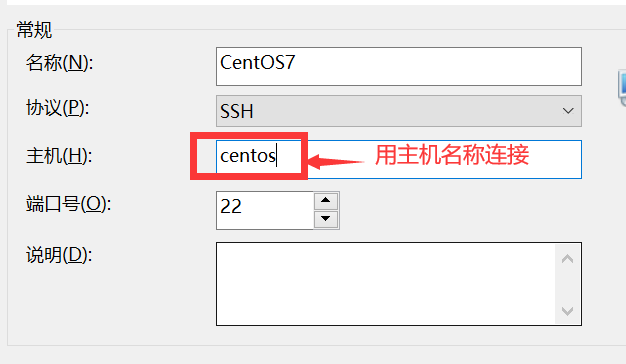 常规
名称(N): CentOS7
协议(P): SSH
主机(H): centos 用主机名称连接
端口号(O): 22
说明(D):